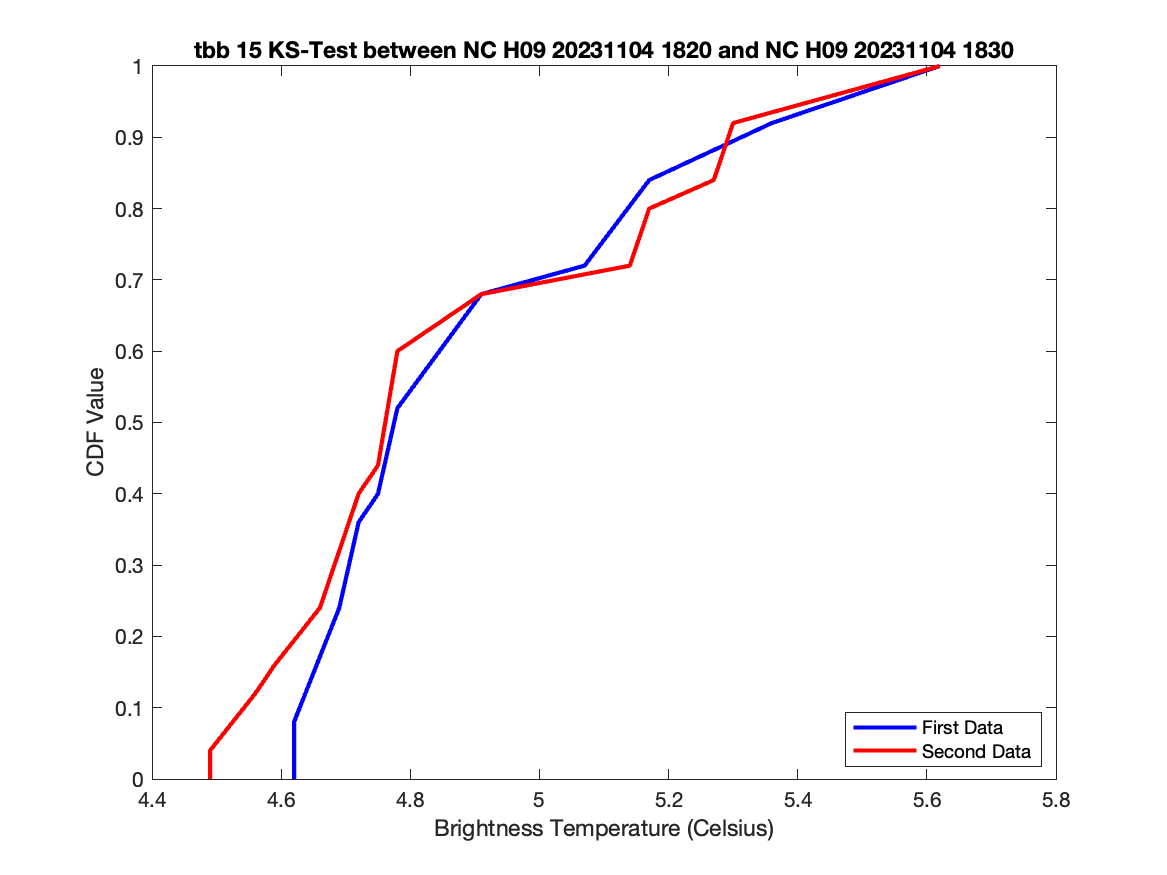 tbb 15 KS-Test between NC H09 20231104 1820 and NC H09 20231104 1830
1
0.9
0.8
0.7
0.6
0.5
0.4
0.3
0.2
0.1
0
CDF Value
First Data
Second Data
4.4 4.6 4.8 5 5.2 5.4 5.6 5.8
Brightness Temperature (Celsius)